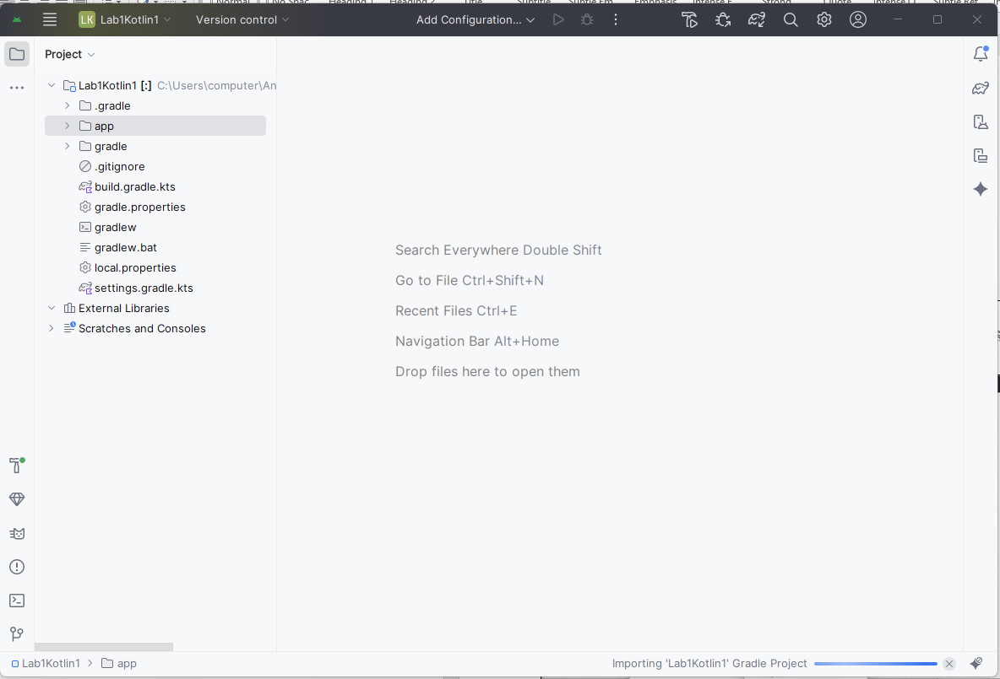 LK Lab1Kotlin1 Version control Add Configuration...
Project
Lab1Kotlin1 [:] C:\Users\computer\An
.gradle
app
gradle
.gitignore
build.gradle.kts
gradle.properties
gradlew
gradlew.bat
local.properties
settings.gradle.kts
External Libraries
Scratches and Consoles
Search Everywhere Double Shift
Go to File Ctrl+Shift+N
Recent Files Ctrl+E
Navigation Bar Alt+Home
Drop files here to open them
Lab1Kotlin1 app Importing 'Lab1Kotlin1' Gradle Project